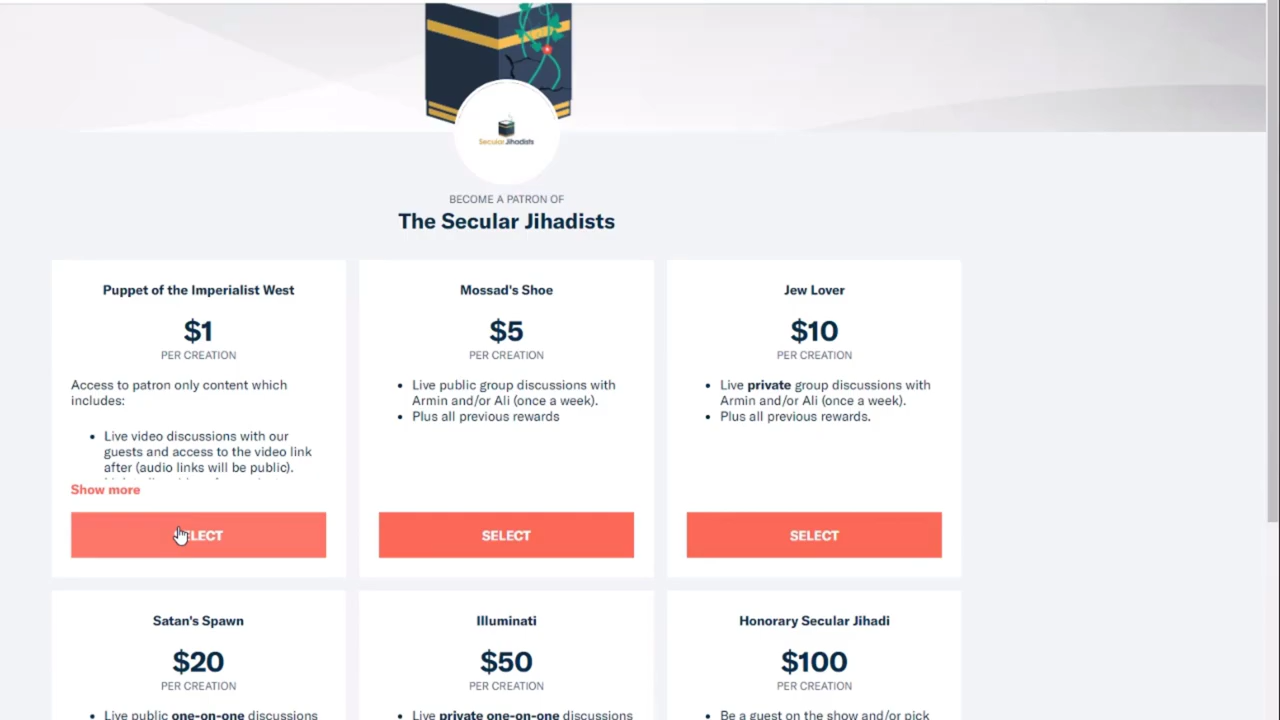 Secular Jihadists
BECOME A PATRON OF
The Secular Jihadists
Puppet of the Imperialist West
$1
PER CREATION
Access to patron only content which
includes:
• Live video discussions with our
guests and access to the video link
after (audio links will be public).
Show more
SELECT
Mossad's Shoe
$5
PER CREATION
• Live public group discussions with
Armin and/or Ali (once a week).
• Plus all previous rewards
SELECT
Jew Lover
$10
PER CREATION
• Live private group discussions with
Armin and/or Ali (once a week).
• Plus all previous rewards.
SELECT
Satan's Spawn
$20
PER CREATION
• Live public one-on-one discussions
Illuminati
$50
PER CREATION
• Live private one-on-one discussions
Honorary Secular Jihadi
$100
PER CREATION
• Be a guest on the show and/or pick